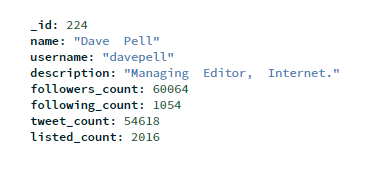 _id: 224
name: "Dave  Pell"
username: "davepell"
description: "Managing  Editor,  Internet."
followers_count: 60064
following_count: 1054
tweet_count: 54618
listed_count: 2016